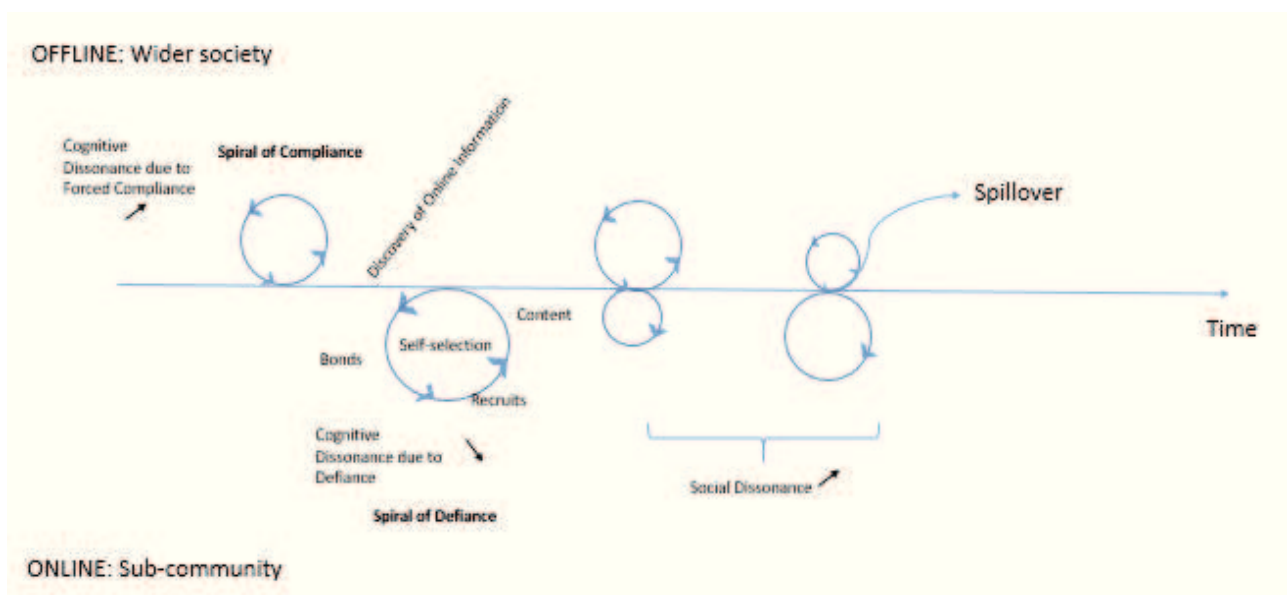 OFFLINE: Wider society
Discovery of Online Information
Cognitive
Dissonance due to
Forced Compliance
Spiral of Compliance
Spillover
Time
Content
Self-selection
Bonds
Recruits
Cognitive
Dissonance due to
Defiance
Social Dissonance
Spiral of Defiance
ONLINE: Sub-community